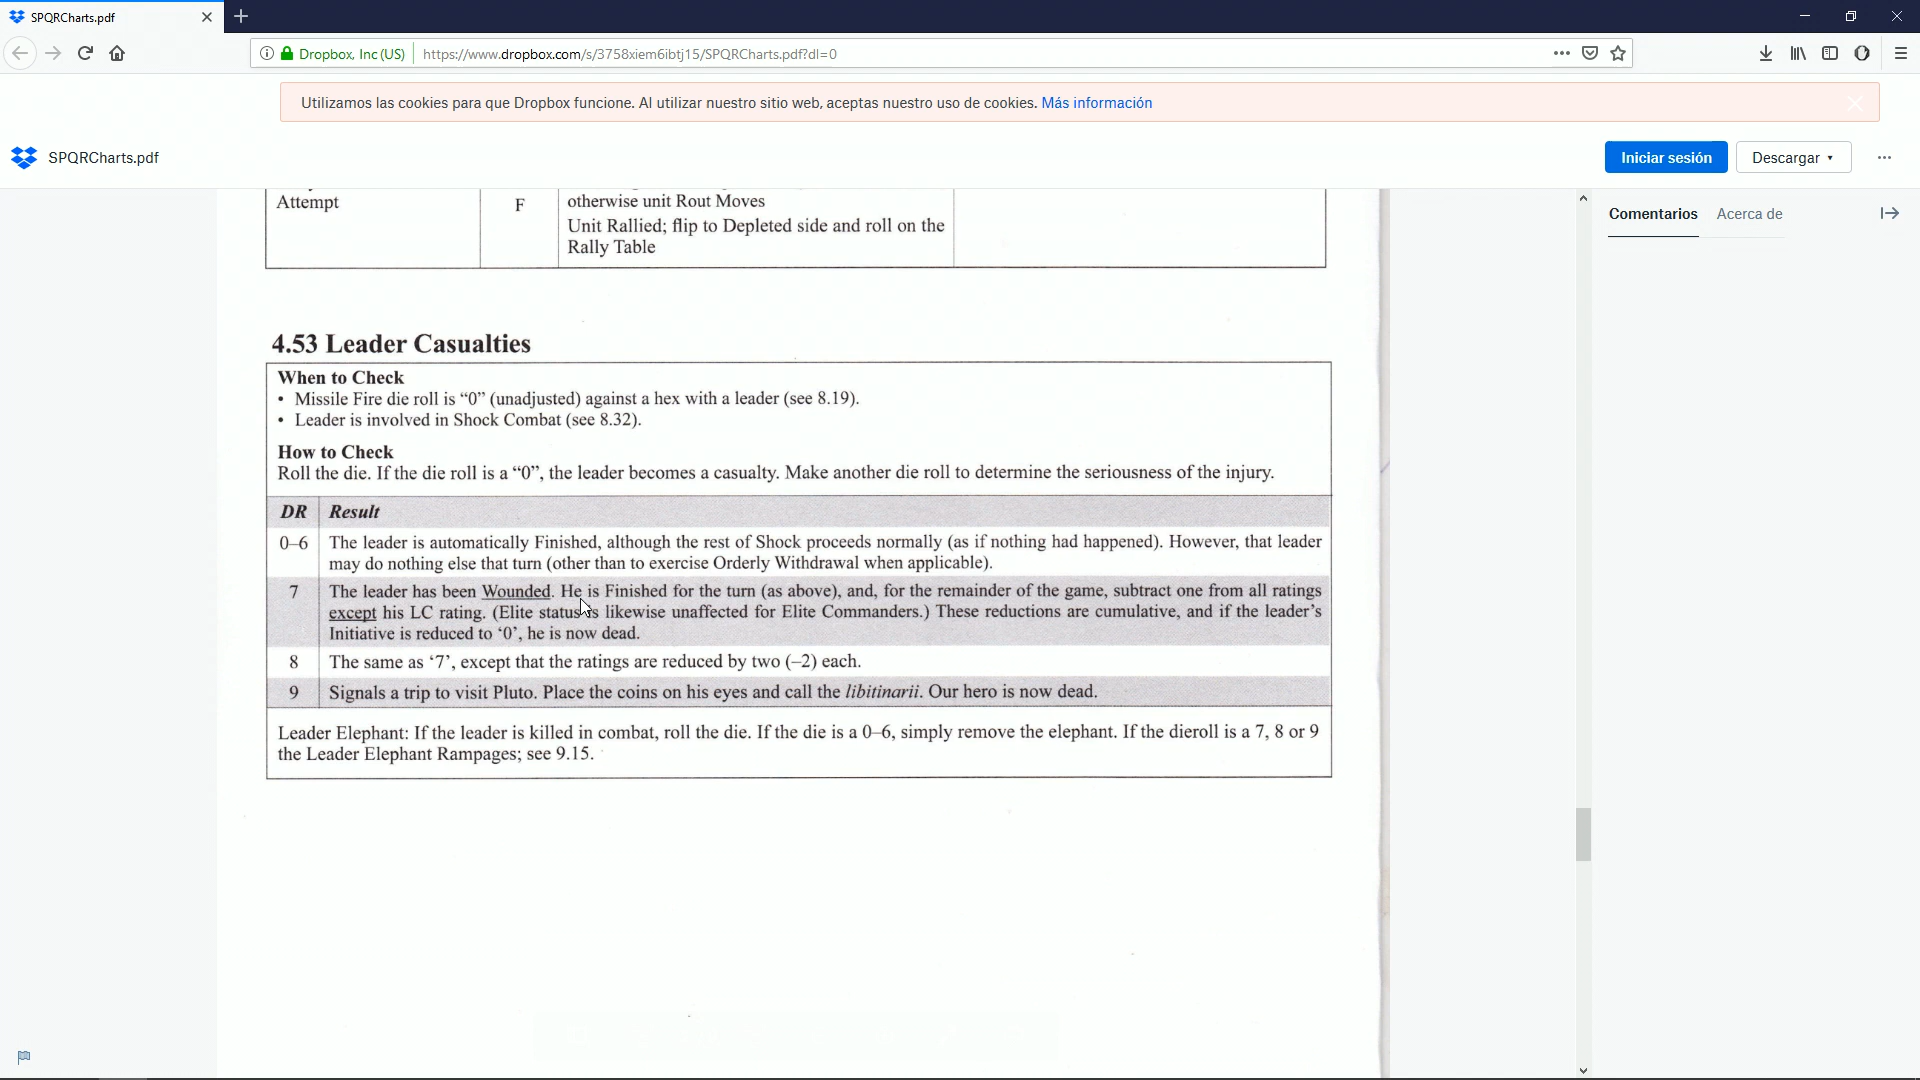 SPQRCharts.pdf
Dropbox, Inc (US)
https://www.dropbox.com/s/3758xiem6ibtj15/SPQRCharts.pdf?dl=0
Utilizamos las cookies para que Dropbox funcione. Al utilizar nuestro sitio web, aceptas nuestro uso de cookies. Más información
SPQRCharts.pdf
Iniciar sesión
Descargar
Comentarios
Acerca de
Attempt
F
otherwise unit Rout Moves
Unit Rallied; flip to Depleted side and roll on the
Rally Table
4.53 Leader Casualties
When to Check
• Missile Fire die roll is “0” (unadjusted) against a hex with a leader (see 8.19).
• Leader is involved in Shock Combat (see 8.32).
How to Check
Roll the die. If the die roll is a “0”, the leader becomes a casualty. Make another die roll to determine the seriousness of the injury.
DR Result
0–6 The leader is automatically Finished, although the rest of Shock proceeds normally (as if nothing had happened). However, that leader
may do nothing else that turn (other than to exercise Orderly Withdrawal when applicable).
7 The leader has been Wounded. He is Finished for the turn (as above), and, for the remainder of the game, subtract one from all ratings
except his LC rating. (Elite status is likewise unaffected for Elite Commanders.) These reductions are cumulative, and if the leader’s
Initiative is reduced to ‘0’, he is now dead.
8 The same as ‘7’, except that the ratings are reduced by two (–2) each.
9 Signals a trip to visit Pluto. Place the coins on his eyes and call the libitinarii. Our hero is now dead.
Leader Elephant: If the leader is killed in combat, roll the die. If the die is a 0–6, simply remove the elephant. If the dieroll is a 7, 8 or 9
the Leader Elephant Rampages; see 9.15.